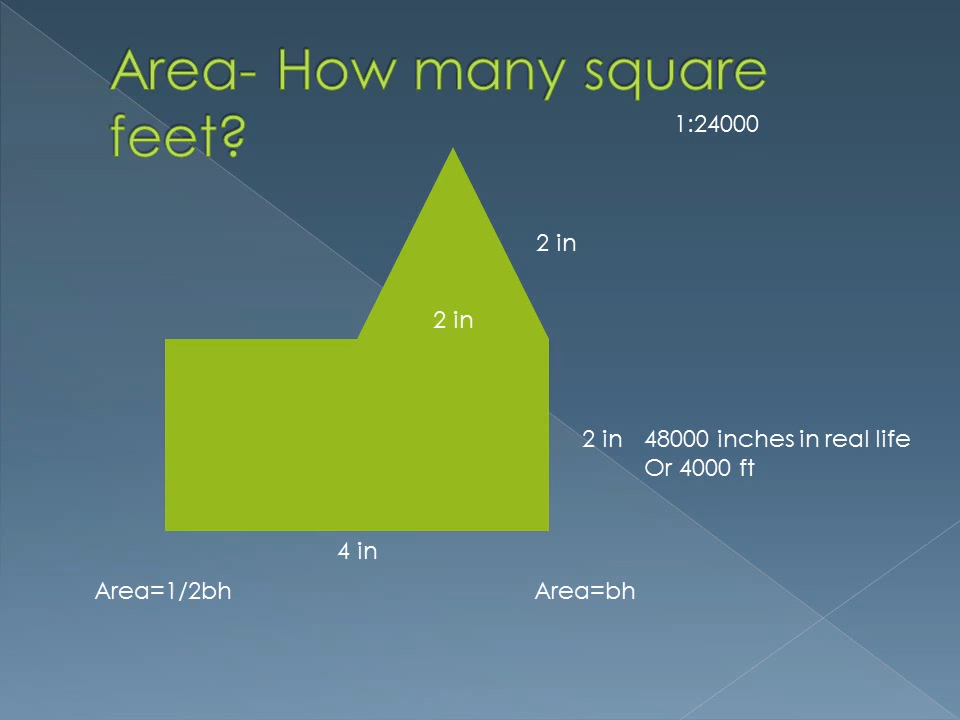 Area- How many square
feet?
1:24000
2 in
2 in
2 in 48000 inches in real life
Or 4000 ft
4 in
Area=1/2bh Area=bh